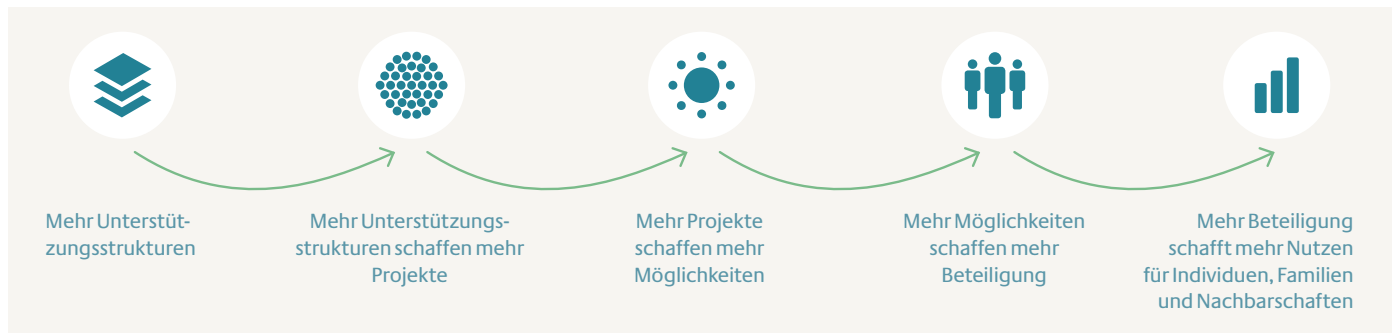 Mehr Unterstüt-
zungsstrukturen
Mehr Unterstützungs-
strukturen schaffen mehr
Projekte
Mehr Projekte
schaffen mehr
Möglichkeiten
Mehr Möglichkeiten
schaffen mehr
Beteiligung
Mehr Beteiligung
schafft mehr Nutzen
für Individuen, Familien
und Nachbarschaften